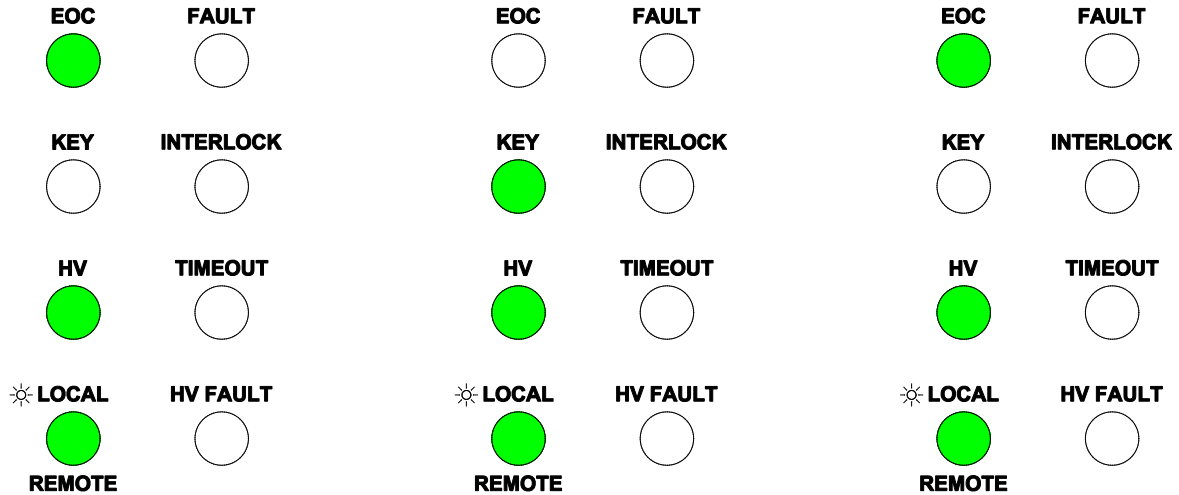 EOC FAULT EOC FAULT EOC FAULT
KEY INTERLOCK KEY INTERLOCK KEY INTERLOCK
HV TIMEOUT HV TIMEOUT HV TIMEOUT
LOCAL HV FAULT LOCAL HV FAULT LOCAL HV FAULT
REMOTE REMOTE REMOTE